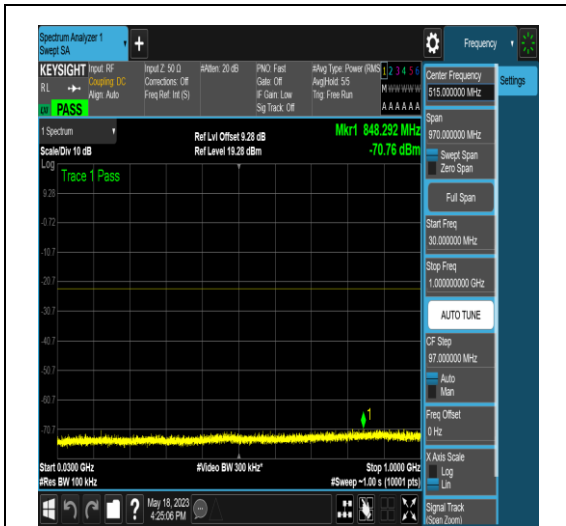 Spectrum Analyzer 1
Swept SA
+
Frequency
KEYSIGHT
RL
PASS
Input: RF
Coupling: DC
Align: Auto
Input Z: 50 Ω
Corrections: Off
Freq Ref: Int (S)
#Atten: 20 dB
PNO: Fast
Gate: Off
IF Gain: Low
Sig Track: Off
#Avg Type: Power (RMS
Avg|Hold: 5/5
Trig: Free Run
1 2 3 4 5 6
M W W W W W
A A A A A A
1 Spectrum
Scale/Div 10 dB
Ref Lvl Offset 9.28 dB
Ref Level 19.28 dBm
Mkr1 848.292 MHz
-70.76 dBm
Log
Trace 1 Pass
9.28
-0.72
-10.7
-20.7
-30.7
-40.7
-50.7
-60.7
-70.7
1
Start 0.0300 GHz
#Res BW 100 kHz
#Video BW 300 kHz*
Stop 1.0000 GHz
#Sweep ~1.00 s (10001 pts)
Center Frequency
515.000000 MHz
Settings
Span
970.000000 MHz
Swept Span
Zero Span
Full Span
Start Freq
30.000000 MHz
Stop Freq
1.000000000 GHz
AUTO TUNE
CF Step
97.000000 MHz
Auto
Man
Freq Offset
0 Hz
X Axis Scale
Log
Lin
Signal Track
(Span Zoom)
?
May 18, 2023
4:25:06 PM